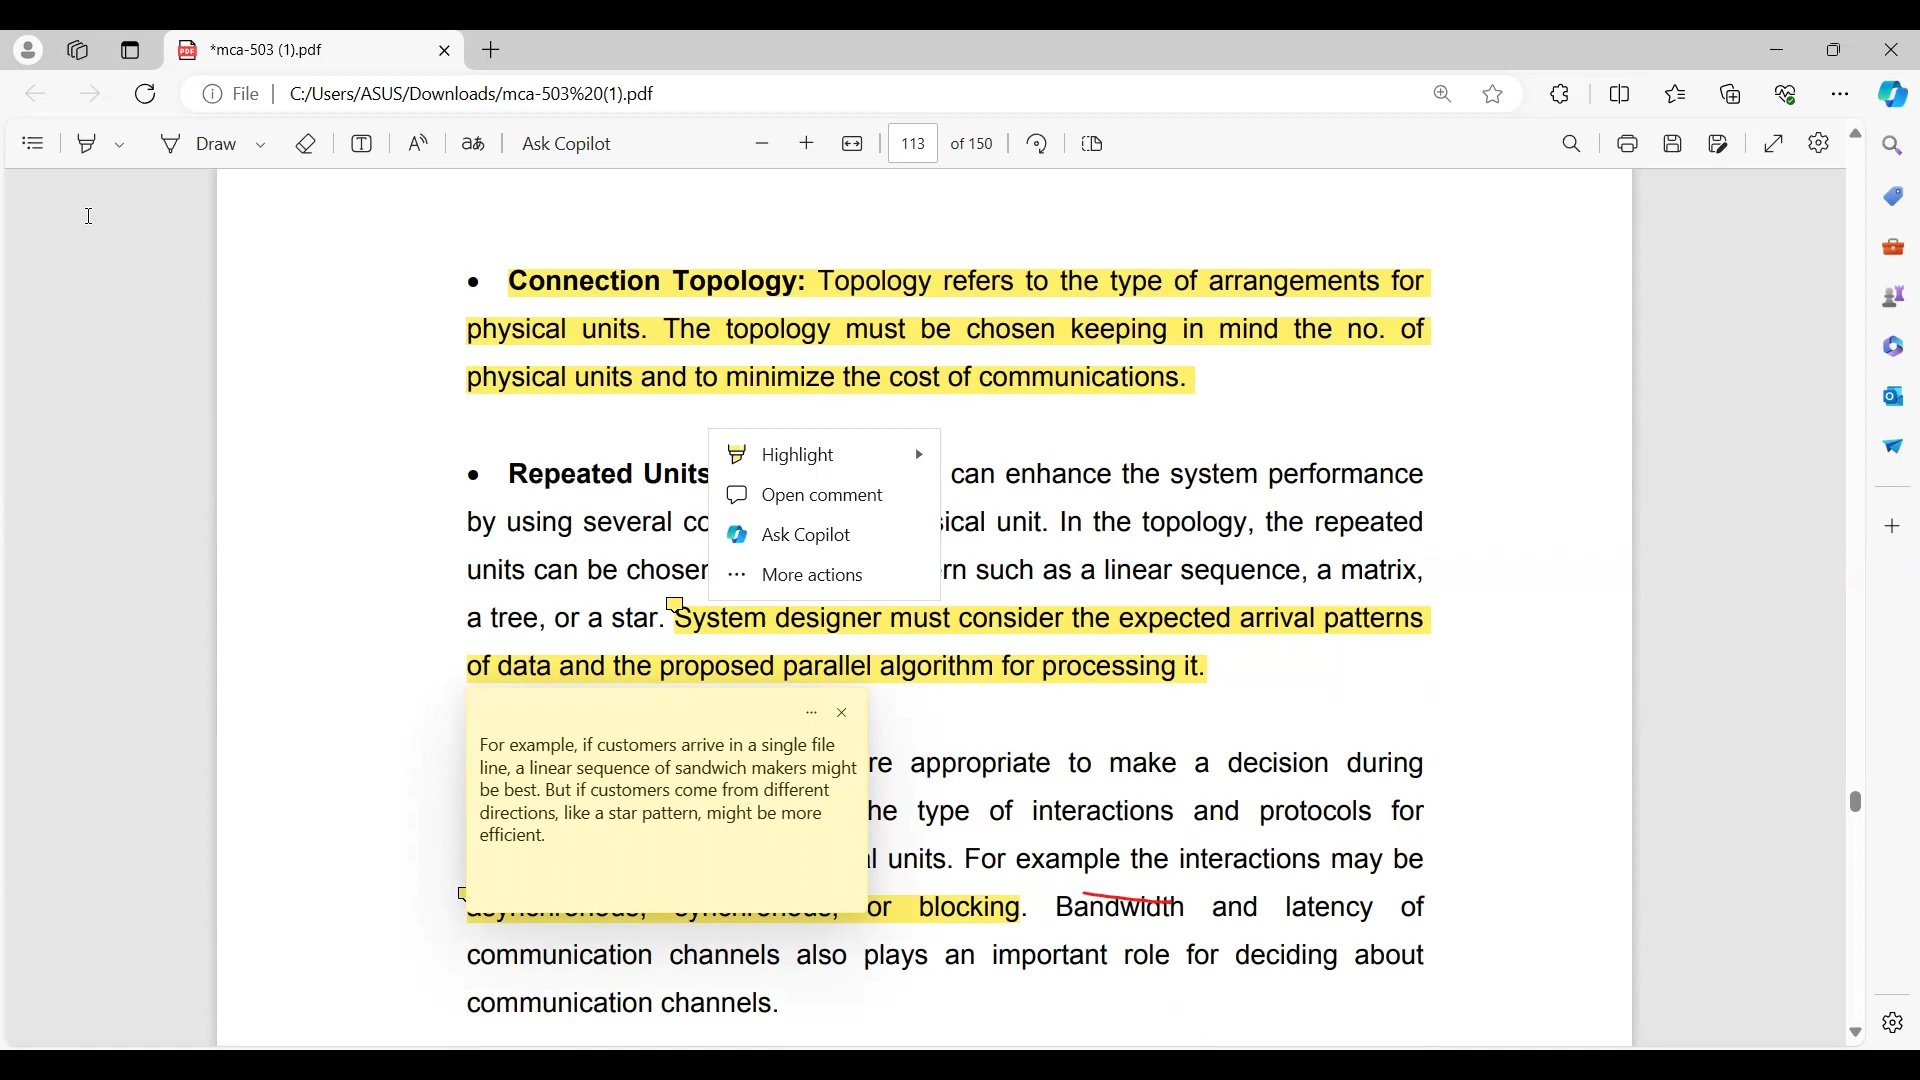 *mca-503 (1).pdf
File
C:/Users/ASUS/Downloads/mca-503%20(1).pdf
Draw
aあ
Ask Copilot
113 of 150
• Connection Topology: Topology refers to the type of arrangements for
physical units. The topology must be chosen keeping in mind the no. of
physical units and to minimize the cost of communications.
Highlight
Open comment
Ask Copilot
More actions
• Repeated Units can enhance the system performance
by using several co ical unit. In the topology, the repeated
units can be chosen rn such as a linear sequence, a matrix,
a tree, or a star. System designer must consider the expected arrival patterns
of data and the proposed parallel algorithm for processing it.
For example, if customers arrive in a single file
line, a linear sequence of sandwich makers might
be best. But if customers come from different
directions, like a star pattern, might be more
efficient.
re appropriate to make a decision during
he type of interactions and protocols for
l units. For example the interactions may be
asynchronous, synchronous, or blocking. Bandwidth and latency of
communication channels also plays an important role for deciding about
communication channels.